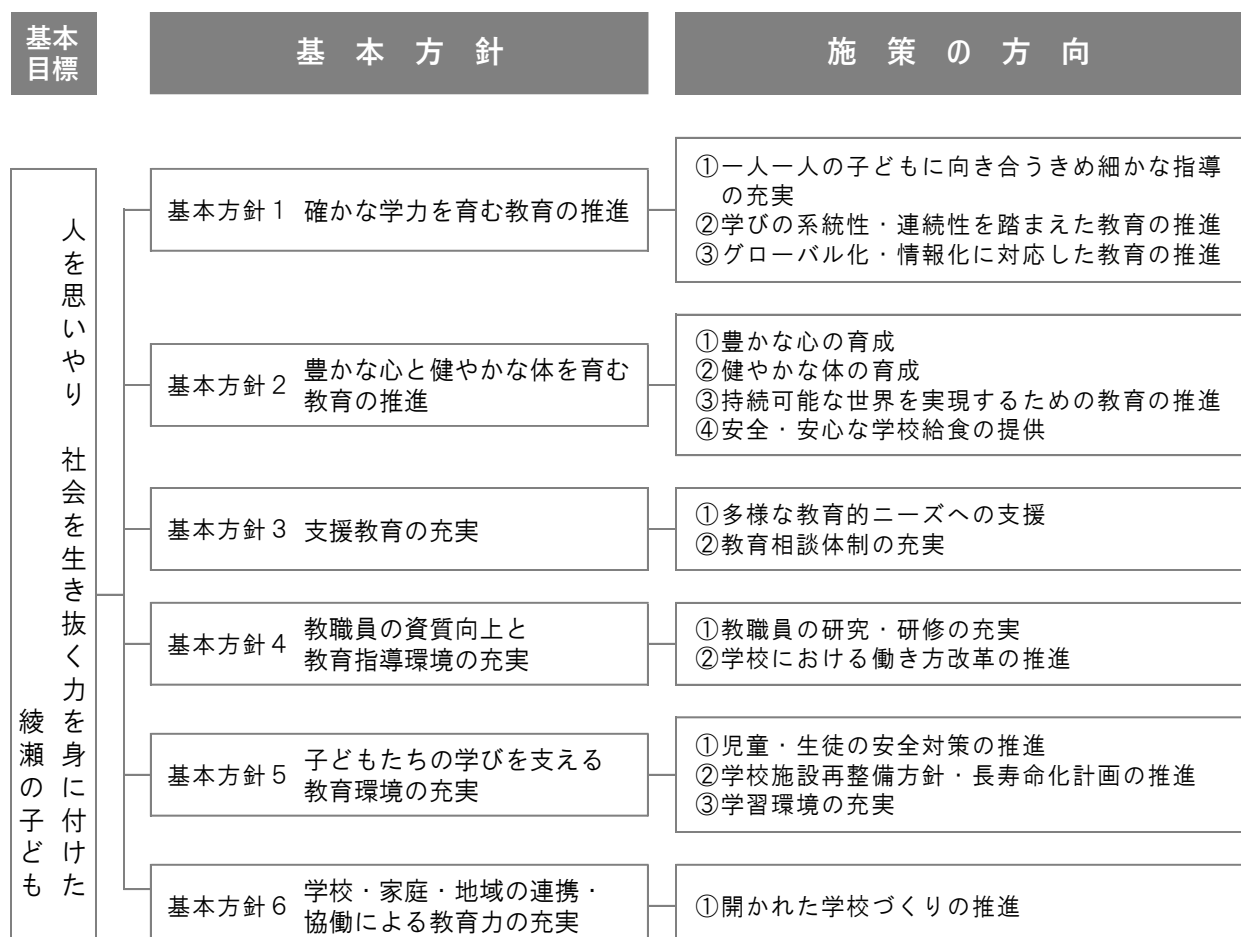 基本
目標
基本方針
施策の方向
人を思いやり　社会を生き抜く力を身に付けた
綾瀬の子ども
基本方針1 確かな学力を育む教育の推進
①一人一人の子どもに向き合うきめ細かな指導
の充実
②学びの系統性・連続性を踏まえた教育の推進
③グローバル化・情報化に対応した教育の推進
基本方針2 豊かな心と健やかな体を育む
教育の推進
①豊かな心の育成
②健やかな体の育成
③持続可能な世界を実現するための教育の推進
④安全・安心な学校給食の提供
基本方針3 支援教育の充実
①多様な教育的ニーズへの支援
②教育相談体制の充実
基本方針4 教職員の資質向上と
教育指導環境の充実
①教職員の研究・研修の充実
②学校における働き方改革の推進
基本方針5 子どもたちの学びを支える
教育環境の充実
①児童・生徒の安全対策の推進
②学校施設再整備方針・長寿命化計画の推進
③学習環境の充実
基本方針6 学校・家庭・地域の連携・
協働による教育力の充実
①開かれた学校づくりの推進